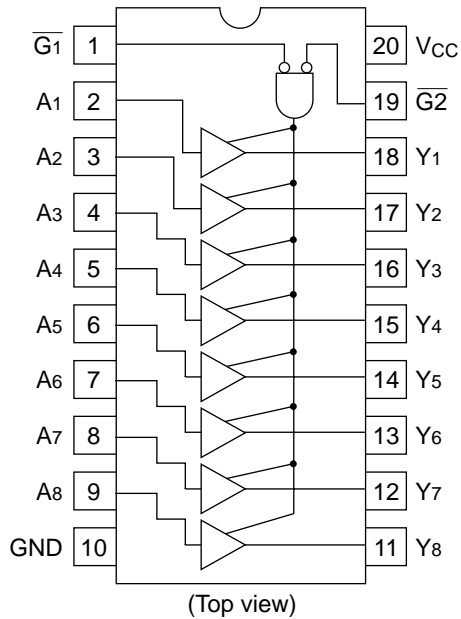 G1 1 20 VCC
A1 2 19 G2
A2 3 18 Y1
A3 4 17 Y2
A4 5 16 Y3
A5 6 15 Y4
A6 7 14 Y5
A7 8 13 Y6
A8 9 12 Y7
GND 10 11 Y8
(Top view)